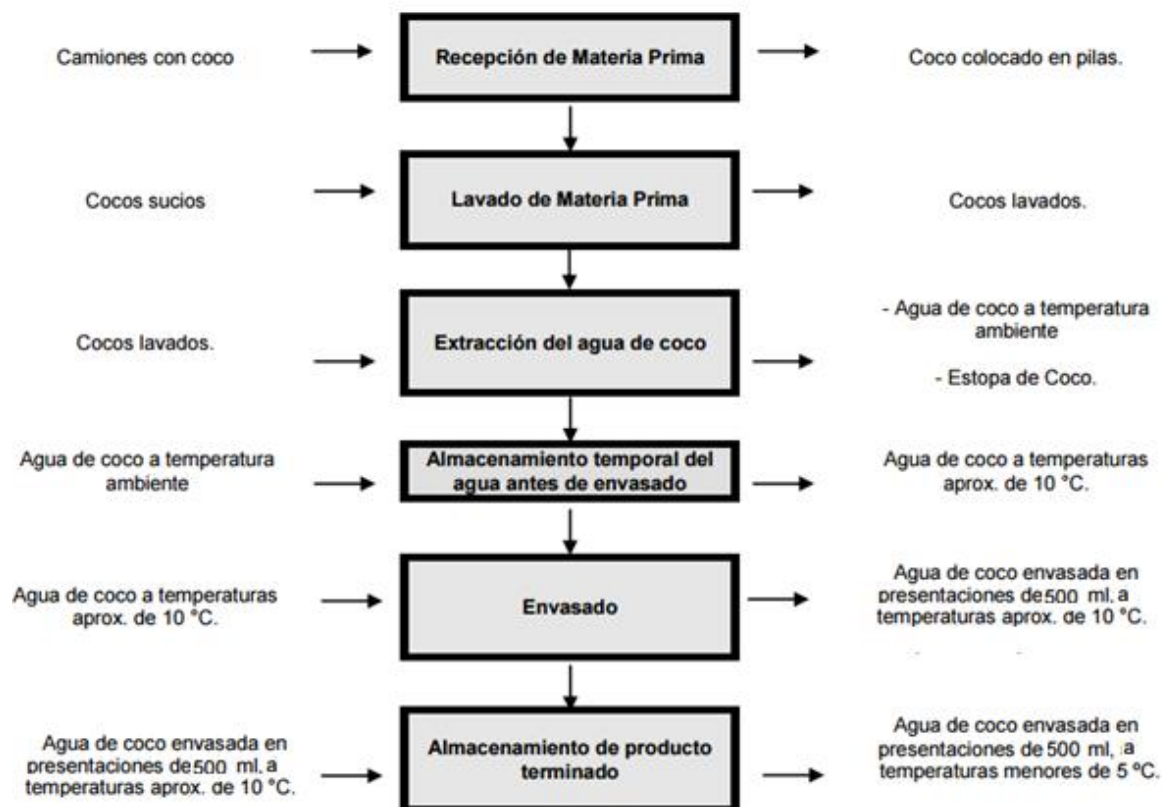 Camiones con coco
Recepción de Materia Prima
Coco colocado en pilas.
Cocos sucios
Lavado de Materia Prima
Cocos lavados.
Cocos lavados.
Extracción del agua de coco
- Agua de coco a temperatura
ambiente
- Estopa de Coco.
Agua de coco a temperatura
ambiente
Almacenamiento temporal del
agua antes de envasado
Agua de coco a temperaturas
aprox. de 10 °C.
Agua de coco a temperaturas
aprox. de 10 °C.
Envasado
Agua de coco envasada en
presentaciones de 500 ml, a
temperaturas aprox. de 10 °C.
Agua de coco envasada en
presentaciones de 500 ml, a
temperaturas aprox. de 10 °C.
Almacenamiento de producto
terminado
Agua de coco envasada en
presentaciones de 500 ml, a
temperaturas menores de 5 ºC.